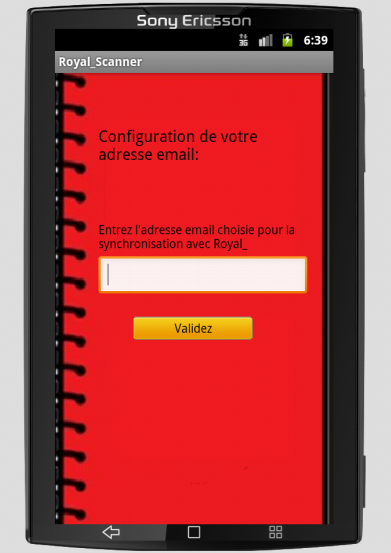 Sony Ericsson
3G 6:39
Royal_Scanner
Configuration de votre
adresse email:
Entrez l'adresse email choisie pour la
synchronisation avec Royal_
Validez